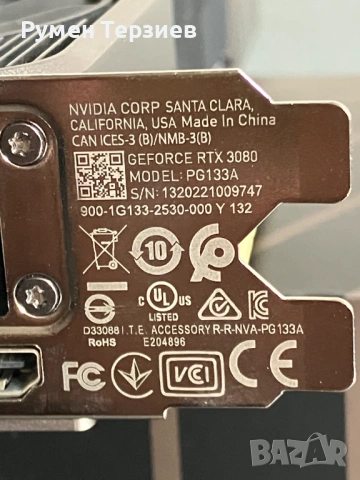 Румен Терзиев
NVIDIA CORP SANTA CLARA,
CALIFORNIA, USA Made In China
CAN ICES-3 (B)/NMB-3(B)
GEFORCE RTX 3080
MODEL: PG133A
S/N: 1320221009747
900-1G133-2530-000 Y 132
10
C UL US
LISTED
D33088 I.T.E. ACCESSORY R-R-NVA-PG133A
RoHS E204896
FC VCI
BAZAR
bg